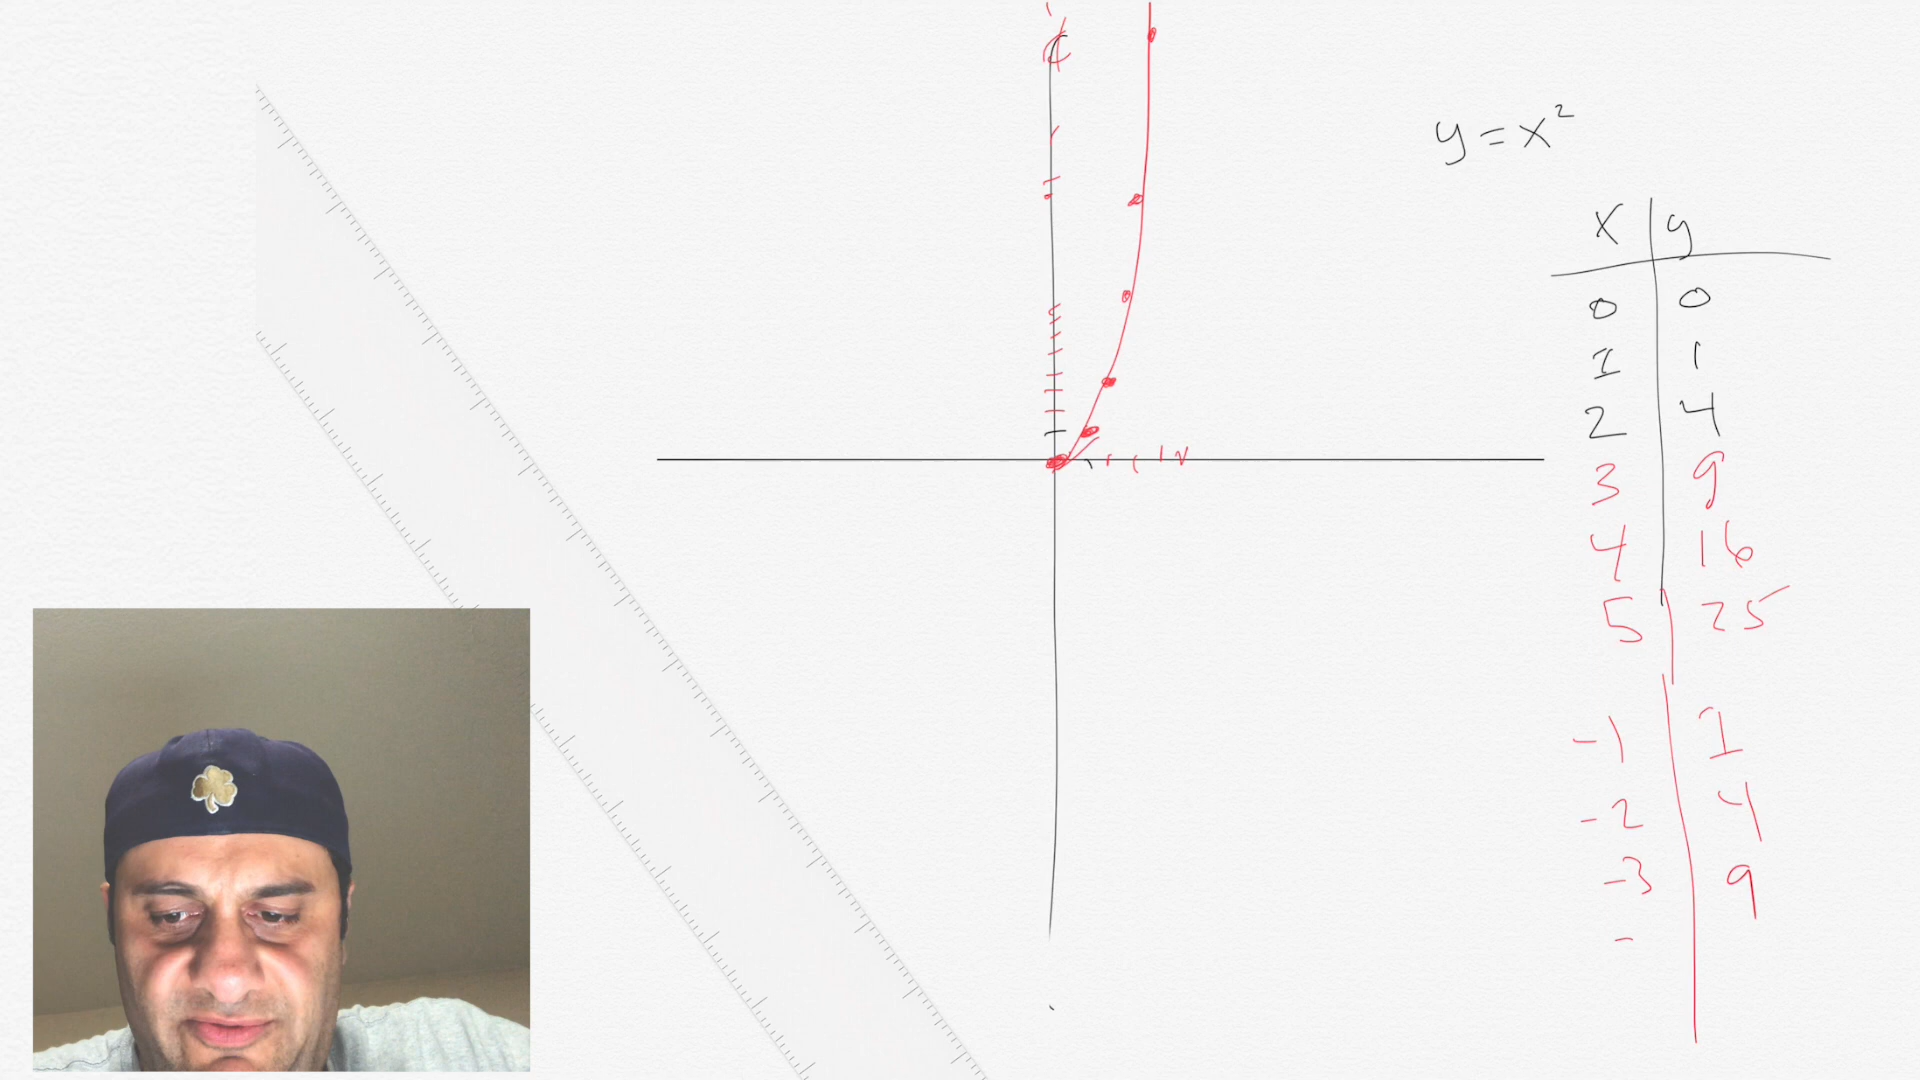 y = x²
x | y
0 | 0
1 | 1
2 | 4
3 | 9
4 | 16
5 | 25
-1 | 1
-2 | 4
-3 | 9
-